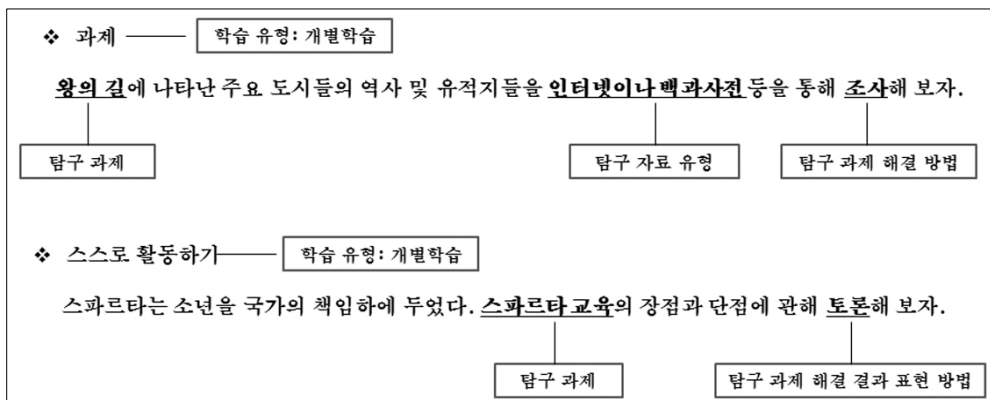 ❖ 과제 학습 유형: 개별학습
왕의 길에 나타난 주요 도시들의 역사 및 유적지들을 인터넷이나 백과사전 등을 통해 조사해 보자.
탐구 과제 탐구 자료 유형 탐구 과제 해결 방법
❖ 스스로 활동하기 학습 유형: 개별학습
스파르타는 소년을 국가의 책임하에 두었다. 스파르타 교육의 장점과 단점에 관해 토론해 보자.
탐구 과제 탐구 과제 해결 결과 표현 방법